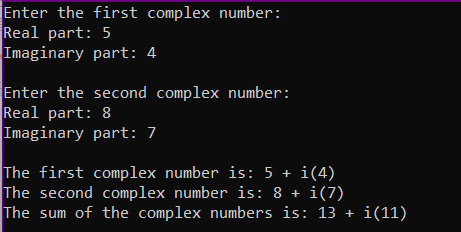 Enter the first complex number:
Real part: 5
Imaginary part: 4
Enter the second complex number:
Real part: 8
Imaginary part: 7
The first complex number is: 5 + i(4)
The second complex number is: 8 + i(7)
The sum of the complex numbers is: 13 + i(11)